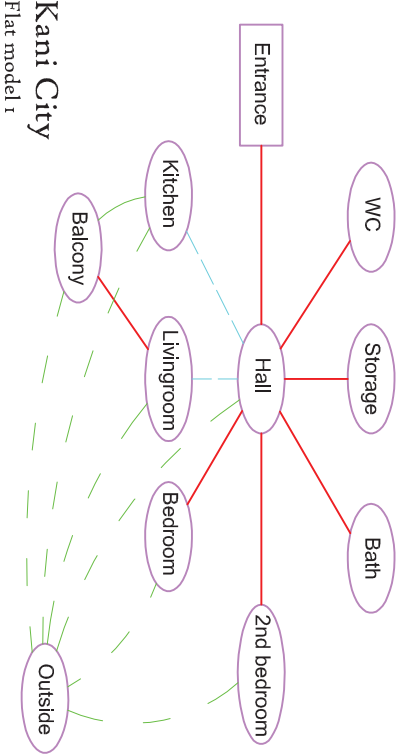 Kani City
Flat model 1
Entrance
WC
Kitchen
Balcony
Storage
Hall
Livingroom
Bath
Bedroom
2nd bedroom
Outside